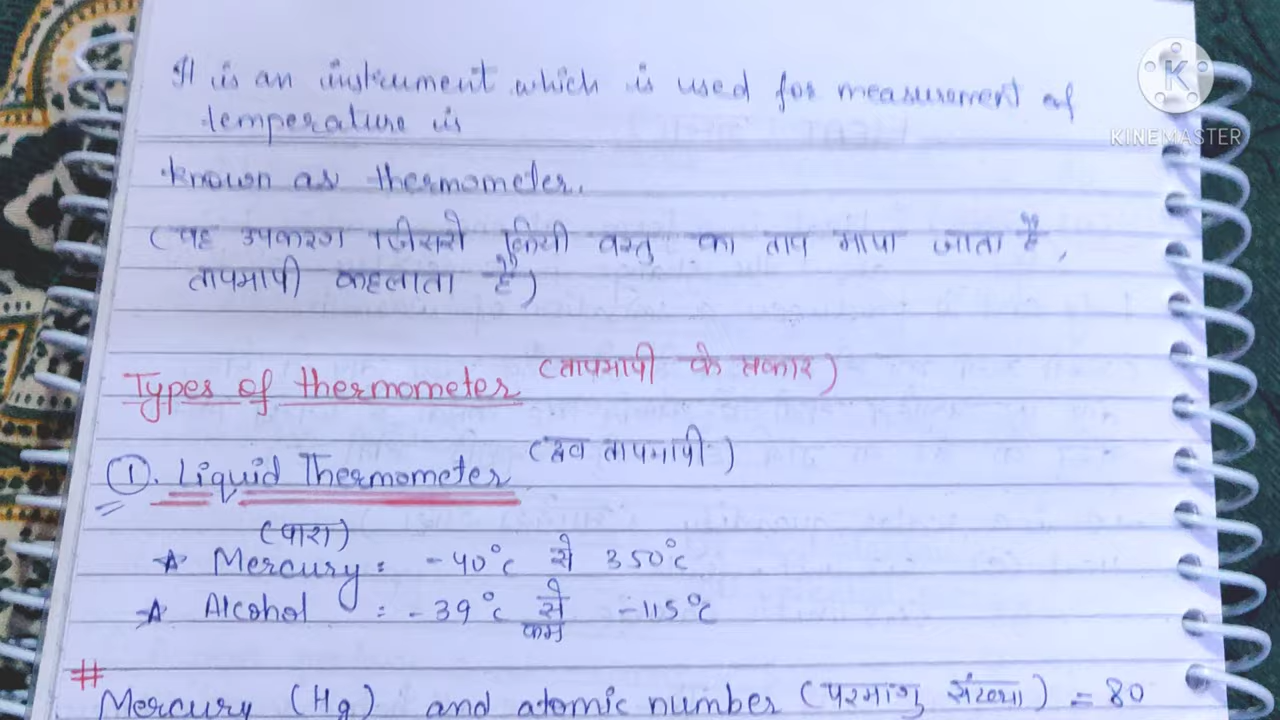 It is an instrument which is used for measurement of
temperature is
known as thermometer.
(वह उपकरण जिससे किसी वस्तु का ताप मापा जाता है,
तापमापी कहलाता है)
Types of thermometer (तापमापी के प्रकार)
①. Liquid Thermometer (द्रव तापमापी)
(पारा)
★ Mercury = -40°c से 350°c
★ Alcohol = -39°c से -115°c
कम
#
Mercury (Hg) and atomic number (परमाणु संख्या) = 80
K
KINEMASTER